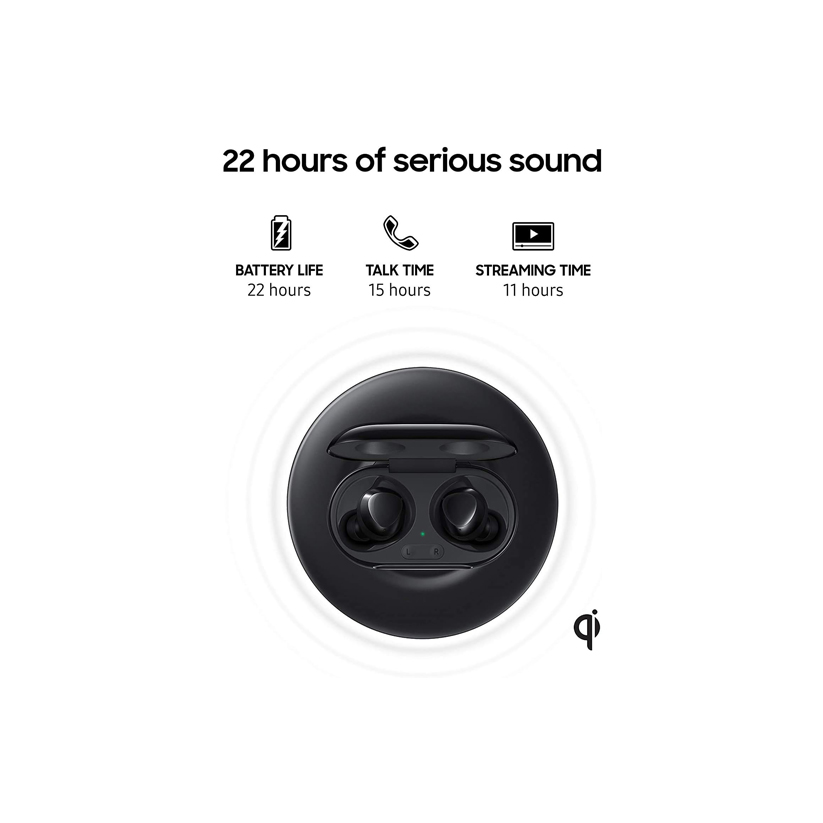 22 hours of serious sound
BATTERY LIFE TALK TIME STREAMING TIME
22 hours 15 hours 11 hours
L R
qi